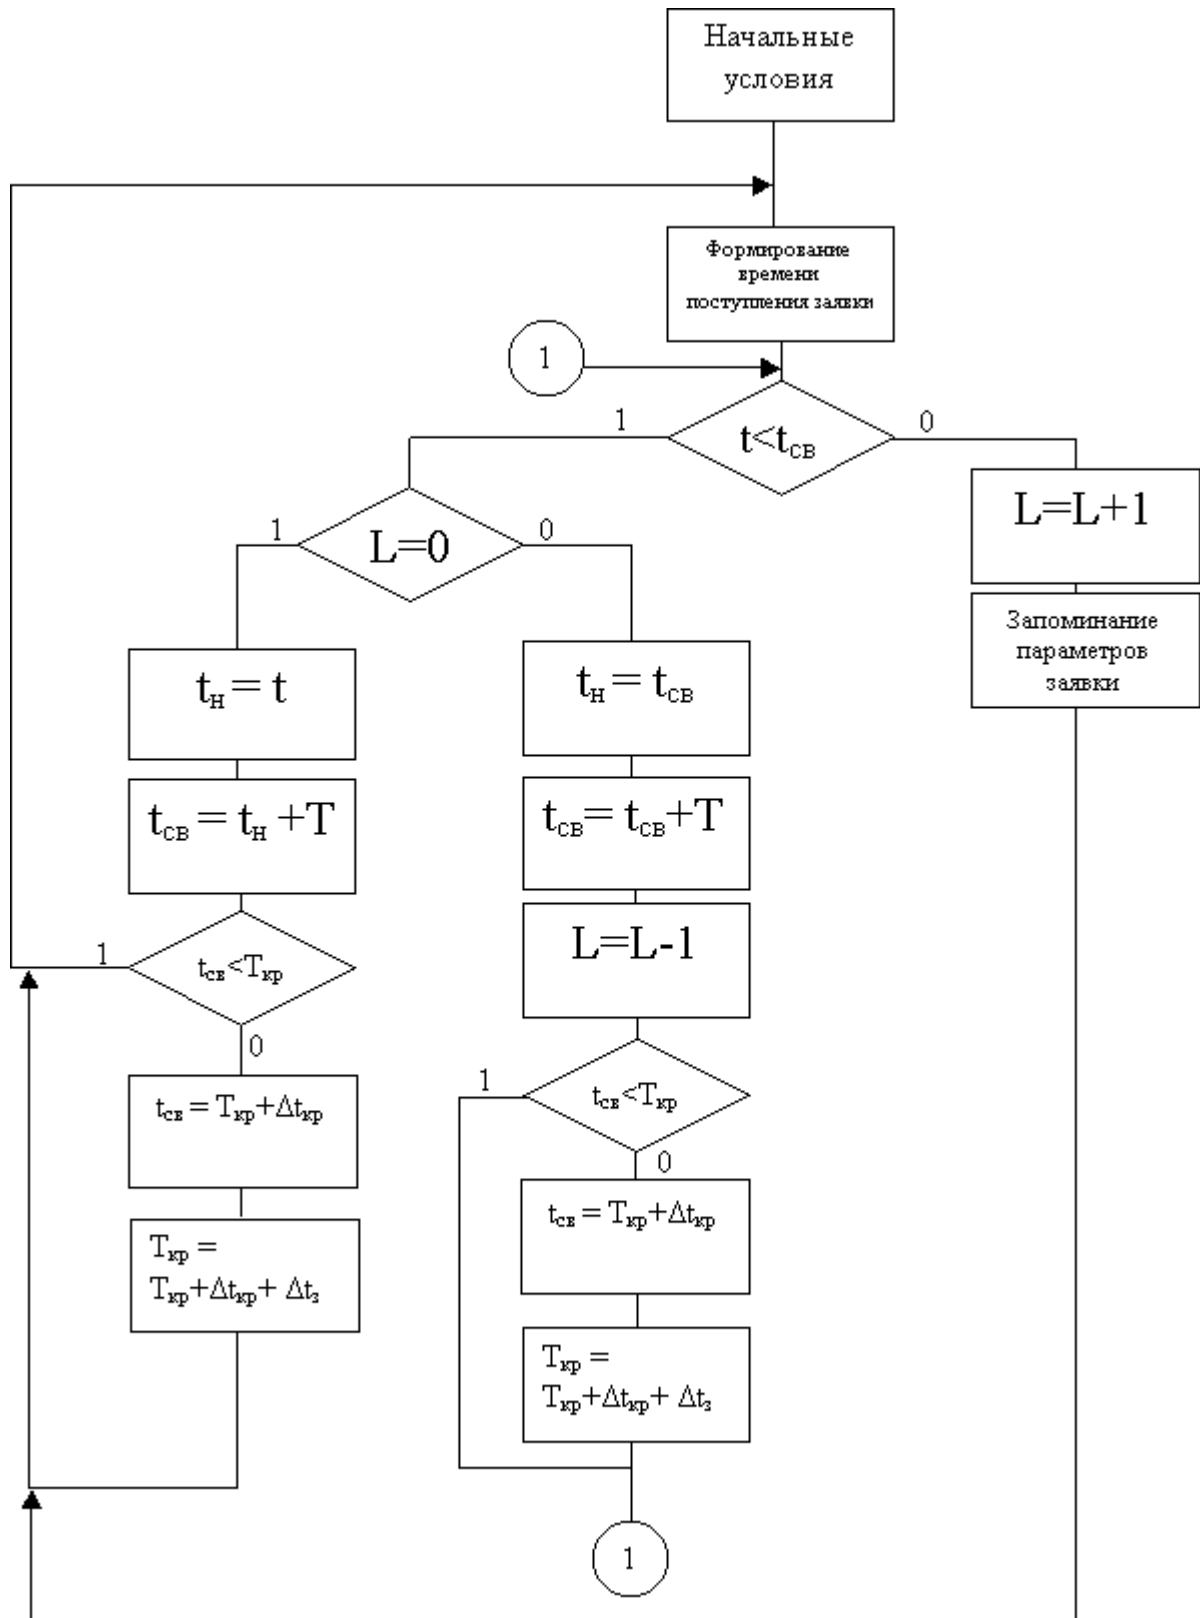 Начальные
условия
Формирование
времени
поступления заявки
1
t<tсв
1
0
L=L+1
Запоминание
параметров
заявки
L=0
1
0
tн = t
tсв = tн +T
tсв<Tкр
1
0
tсв = Tкр+Δtкр
Tкр =
Tкр+Δtкр+ Δtз
tн = tсв
tсв= tсв+T
L=L-1
tсв<Tкр
1
0
tсв = Tкр+Δtкр
Tкр =
Tкр+Δtкр+ Δtз
1